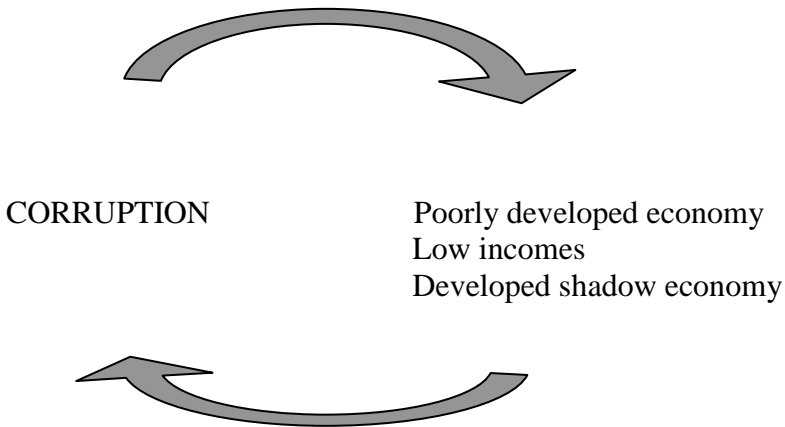 CORRUPTION
Poorly developed economy
Low incomes
Developed shadow economy